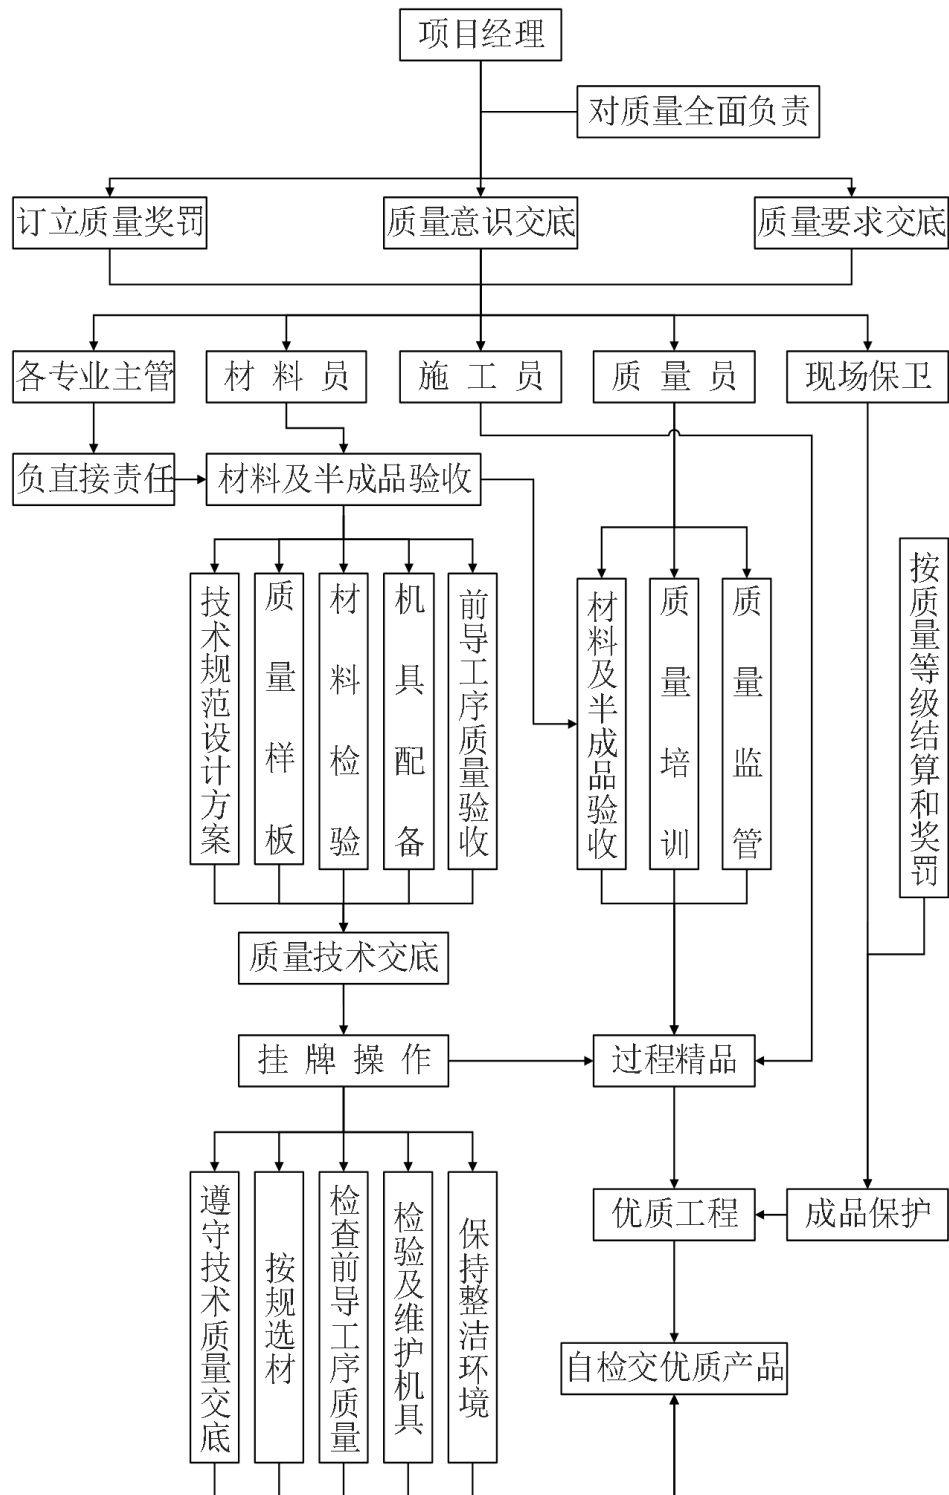 项目经理
对质量全面负责
订立质量奖罚
质量意识交底
质量要求交底
各专业主管
材料员
施工员
质量员
现场保卫
负直接责任
材料及半成品验收
技术规范设计方案
质量样板
材料检验
机具配备
前导工序质量验收
材料及半成品验收
质量培训
质量监管
按质量等级结算和奖罚
质量技术交底
挂牌操作
过程精品
遵守技术质量交底
按规选材
检查前导工序质量
检验及维护机具
保持整洁环境
优质工程
成品保护
自检交优质产品